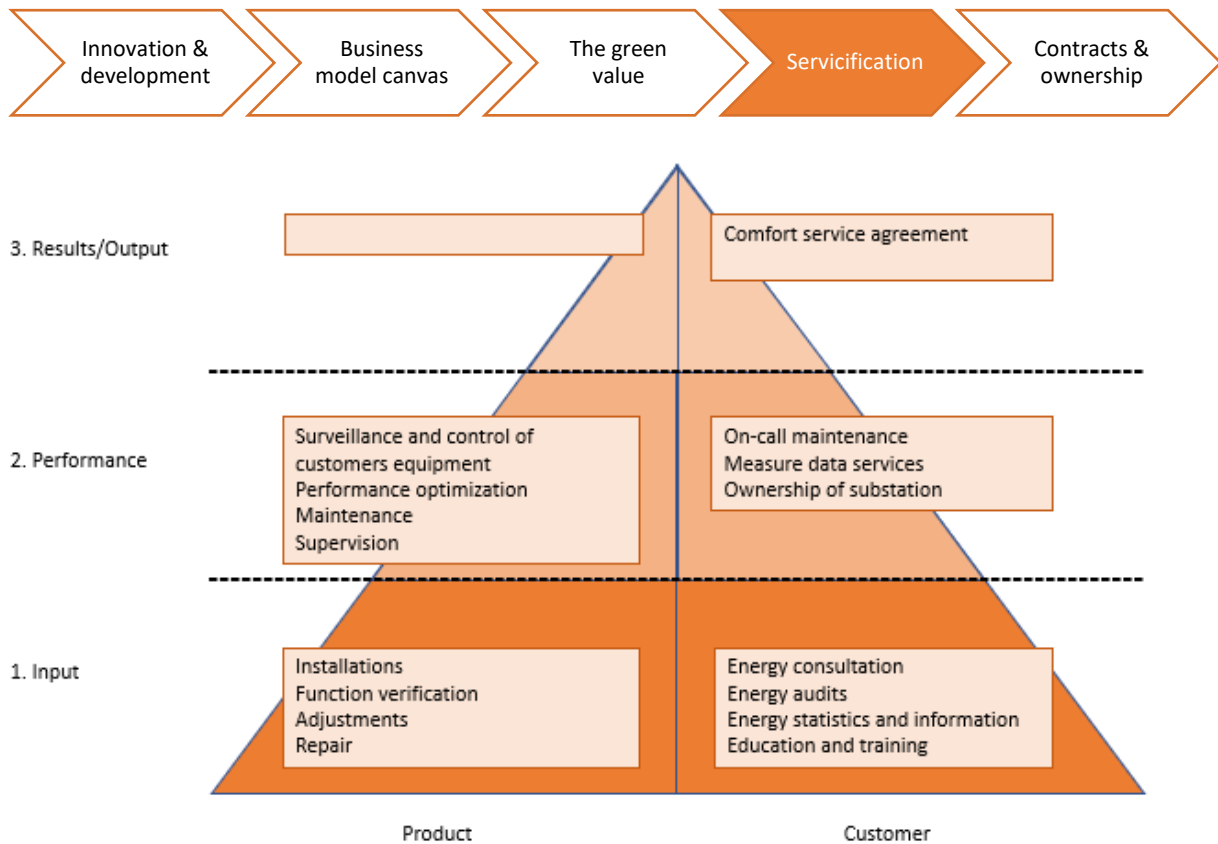 Innovation &
development
Business
model canvas
The green
value
Servicification
Contracts &
ownership
3. Results/Output
Comfort service agreement
2. Performance
Surveillance and control of
customers equipment
Performance optimization
Maintenance
Supervision
On-call maintenance
Measure data services
Ownership of substation
1. Input
Installations
Function verification
Adjustments
Repair
Energy consultation
Energy audits
Energy statistics and information
Education and training
Product
Customer